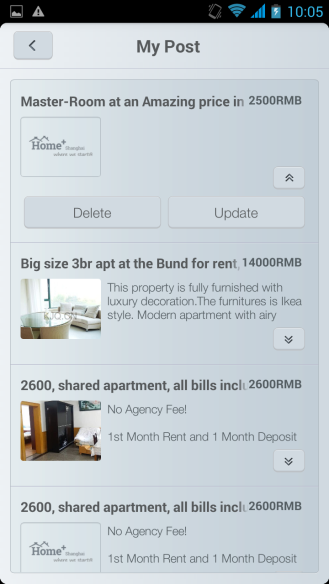 10:05
My Post
Master-Room at an Amazing price in 2500RMB
Home+
Shanghai
where we start!
Delete
Update
Big size 3br apt at the Bund for rent, 14000RMB
This property is fully furnished with
luxury decoration.The furnitures is Ikea
style. Modern apartment with airy
2600, shared apartment, all bills inclu 2600RMB
No Agency Fee!
1st Month Rent and 1 Month Deposit
2600, shared apartment, all bills inclu 2600RMB
Home+
Shanghai
where we start!
No Agency Fee!
1st Month Rent and 1 Month Deposit